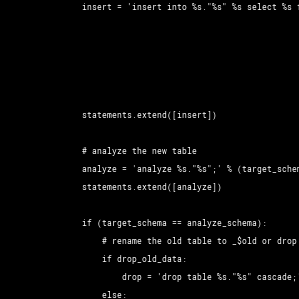 insert = 'insert into %s."%s" %s select %s
statements.extend([insert])
# analyze the new table
analyze = 'analyze %s."%s";' % (target_schem
statements.extend([analyze])
if (target_schema == analyze_schema):
# rename the old table to _$old or drop
if drop_old_data:
drop = 'drop table %s."%s" cascade;
else: